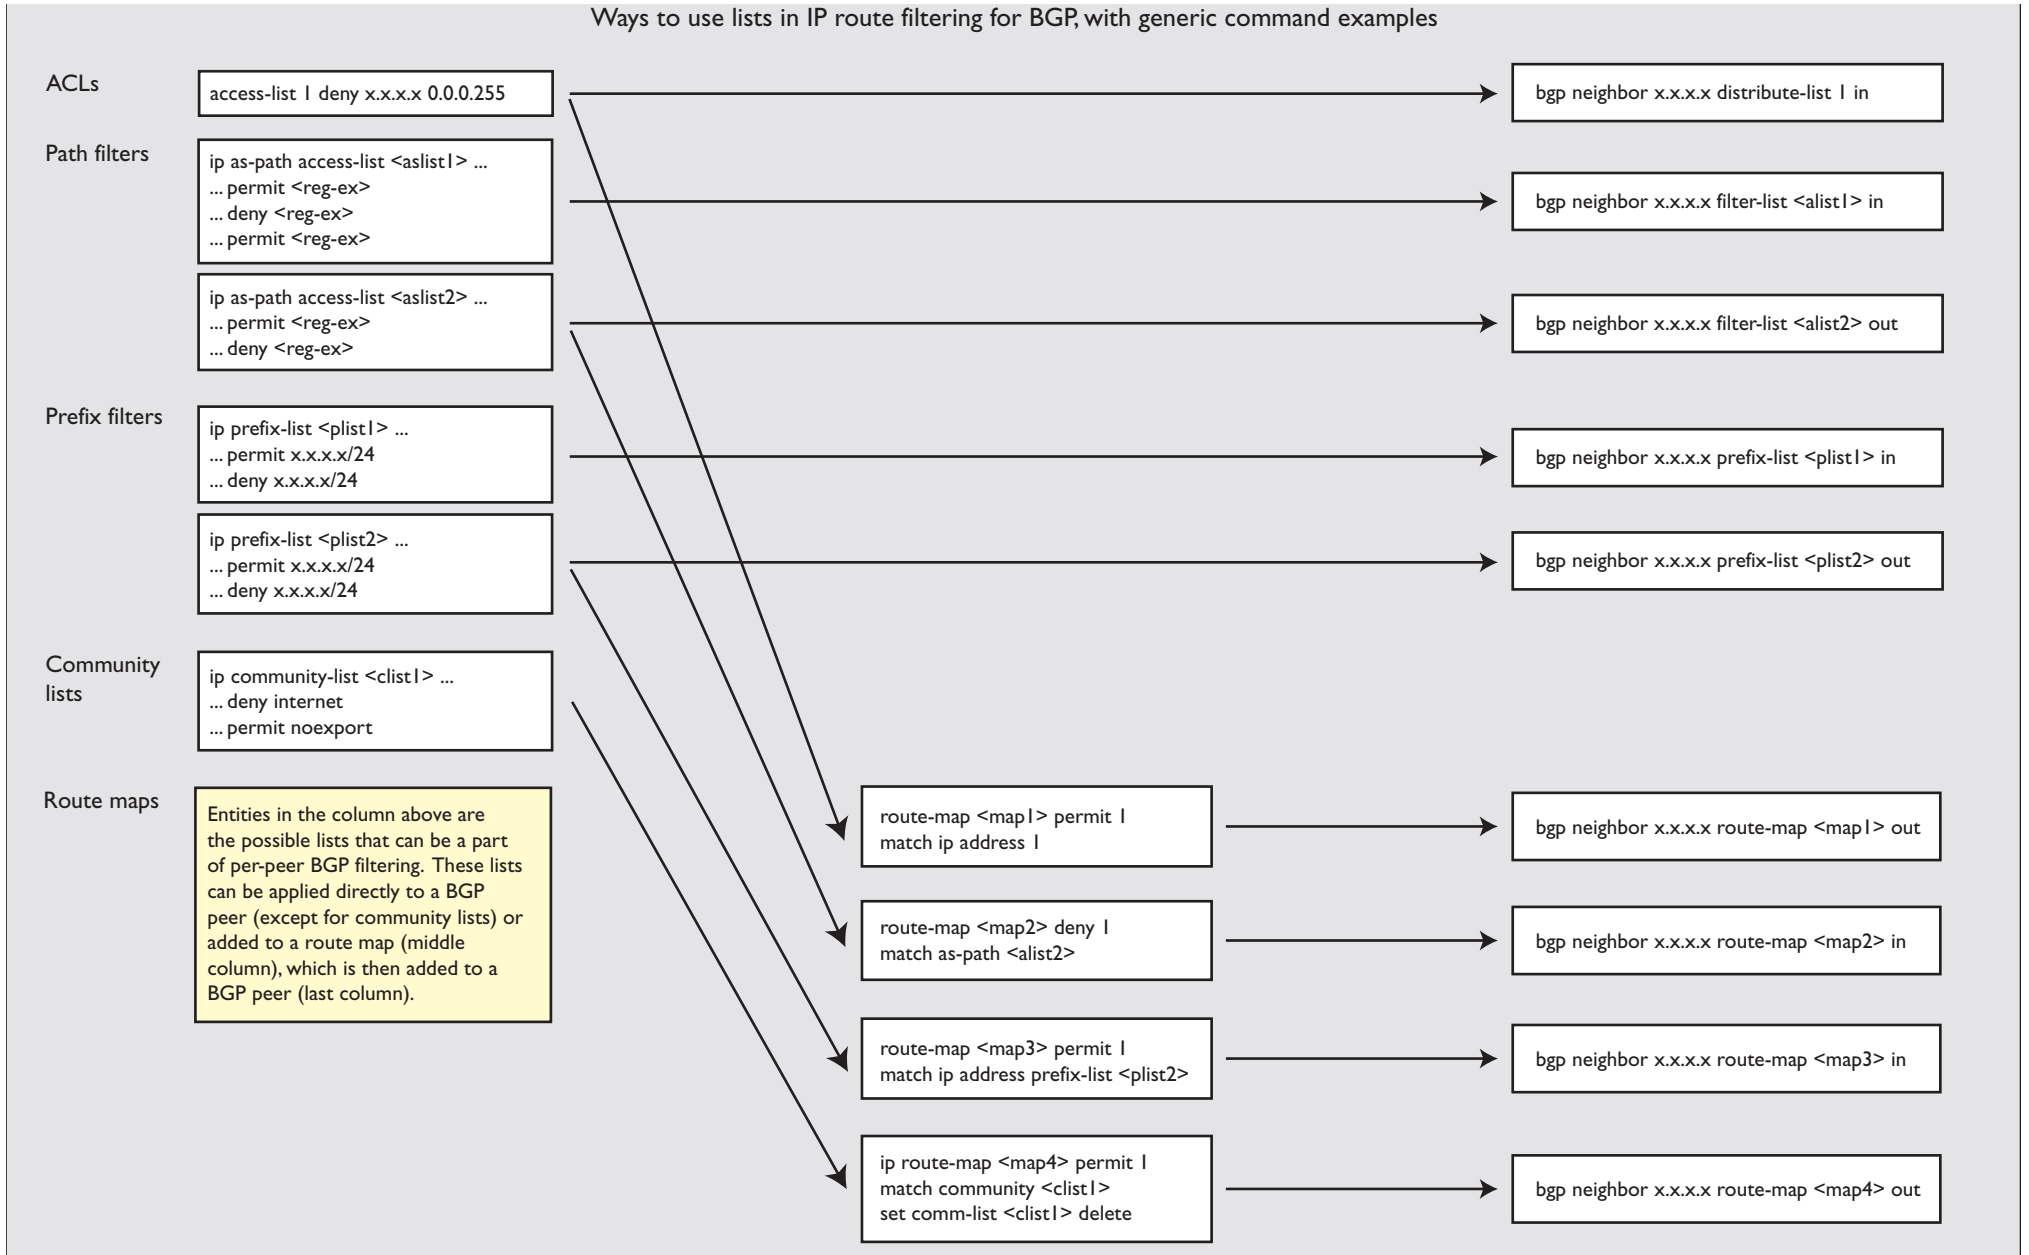 Ways to use lists in IP route filtering for BGP, with generic command examples
ACLs
access-list 1 deny x.x.x.x 0.0.0.255
bgp neighbor x.x.x.x distribute-list 1 in
Path filters
ip as-path access-list <aslist1> ...
... permit <reg-ex>
... deny <reg-ex>
... permit <reg-ex>
bgp neighbor x.x.x.x filter-list <alist1> in
ip as-path access-list <aslist2> ...
... permit <reg-ex>
... deny <reg-ex>
bgp neighbor x.x.x.x filter-list <alist2> out
Prefix filters
ip prefix-list <plist1> ...
... permit x.x.x.x/24
... deny x.x.x.x/24
bgp neighbor x.x.x.x prefix-list <plist1> in
ip prefix-list <plist2> ...
... permit x.x.x.x/24
... deny x.x.x.x/24
bgp neighbor x.x.x.x prefix-list <plist2> out
Community
lists
ip community-list <clist1> ...
... deny internet
... permit noexport
Route maps
Entities in the column above are
the possible lists that can be a part
of per-peer BGP filtering. These lists
can be applied directly to a BGP
peer (except for community lists) or
added to a route map (middle
column), which is then added to a
BGP peer (last column).
route-map <map1> permit 1
match ip address 1
bgp neighbor x.x.x.x route-map <map1> out
route-map <map2> deny 1
match as-path <alist2>
bgp neighbor x.x.x.x route-map <map2> in
route-map <map3> permit 1
match ip address prefix-list <plist2>
bgp neighbor x.x.x.x route-map <map3> in
ip route-map <map4> permit 1
match community <clist1>
set comm-list <clist1> delete
bgp neighbor x.x.x.x route-map <map4> out